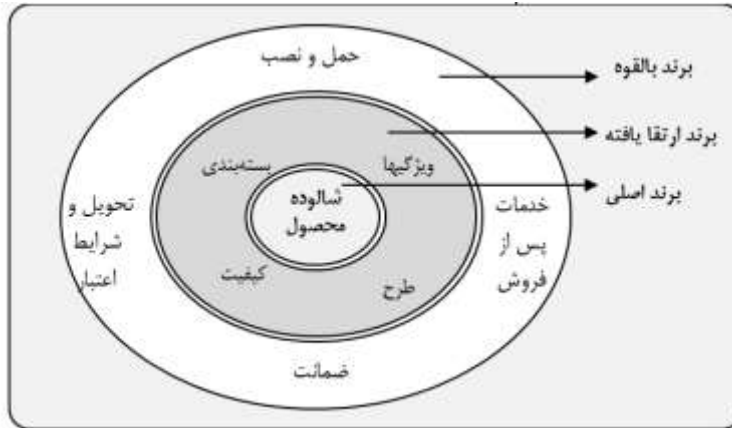 حمل و نصب
برند بالقوه
برند ارتقا یافته
ویژگیها
بسته‌بندی
برند اصلی
شالوده
محصول
خدمات
پس از
فروش
تحویل و
شرایط
اعتبار
کیفیت
طرح
ضمانت